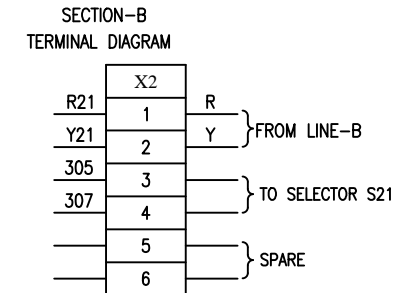 SECTION-B
TERMINAL DIAGRAM
X2
R21 1 R
Y21 2 Y FROM LINE-B
305 3
307 4 TO SELECTOR S21
5
6 SPARE